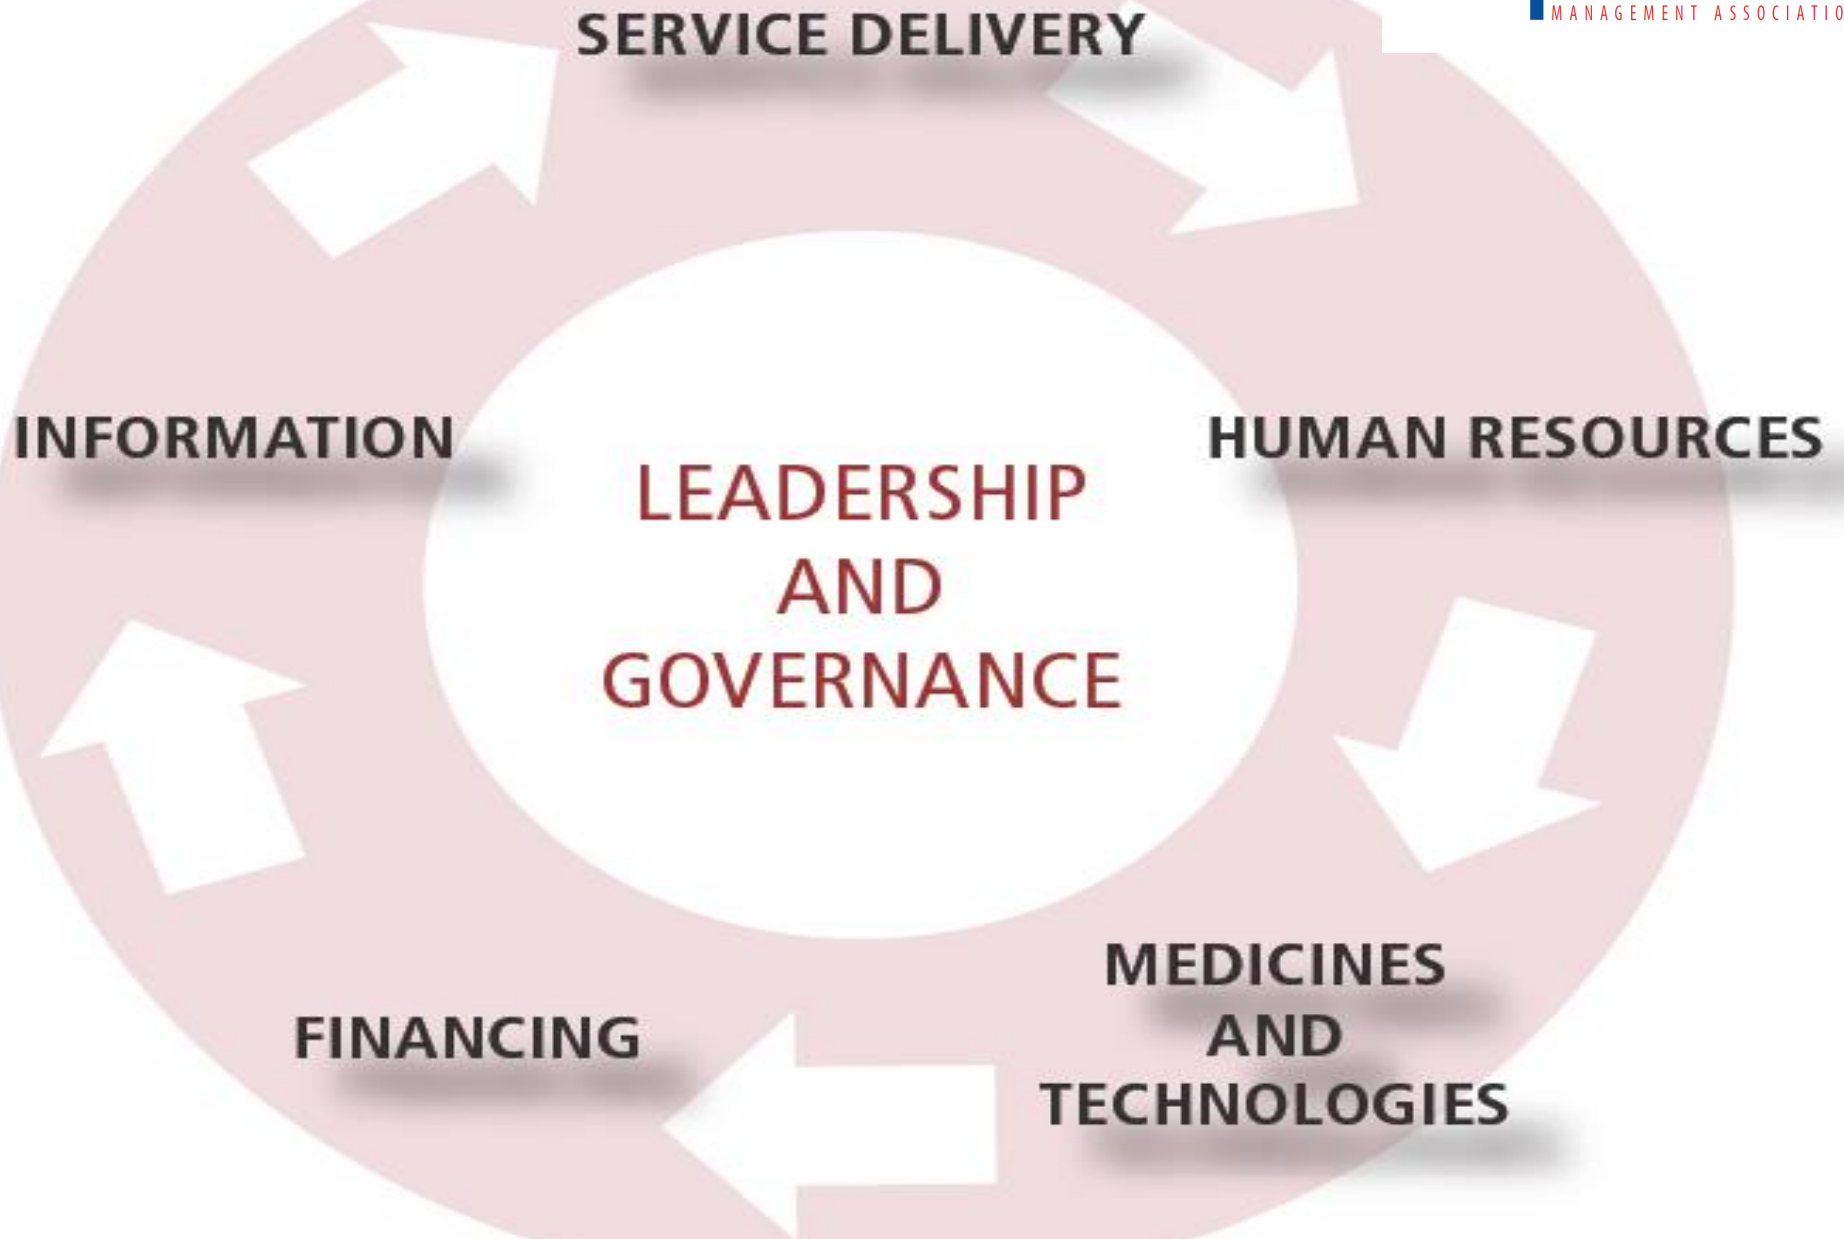 MANAGEMENT ASSOCIATIO
SERVICE DELIVERY
INFORMATION
HUMAN RESOURCES
LEADERSHIP
AND
GOVERNANCE
MEDICINES
AND
TECHNOLOGIES
FINANCING